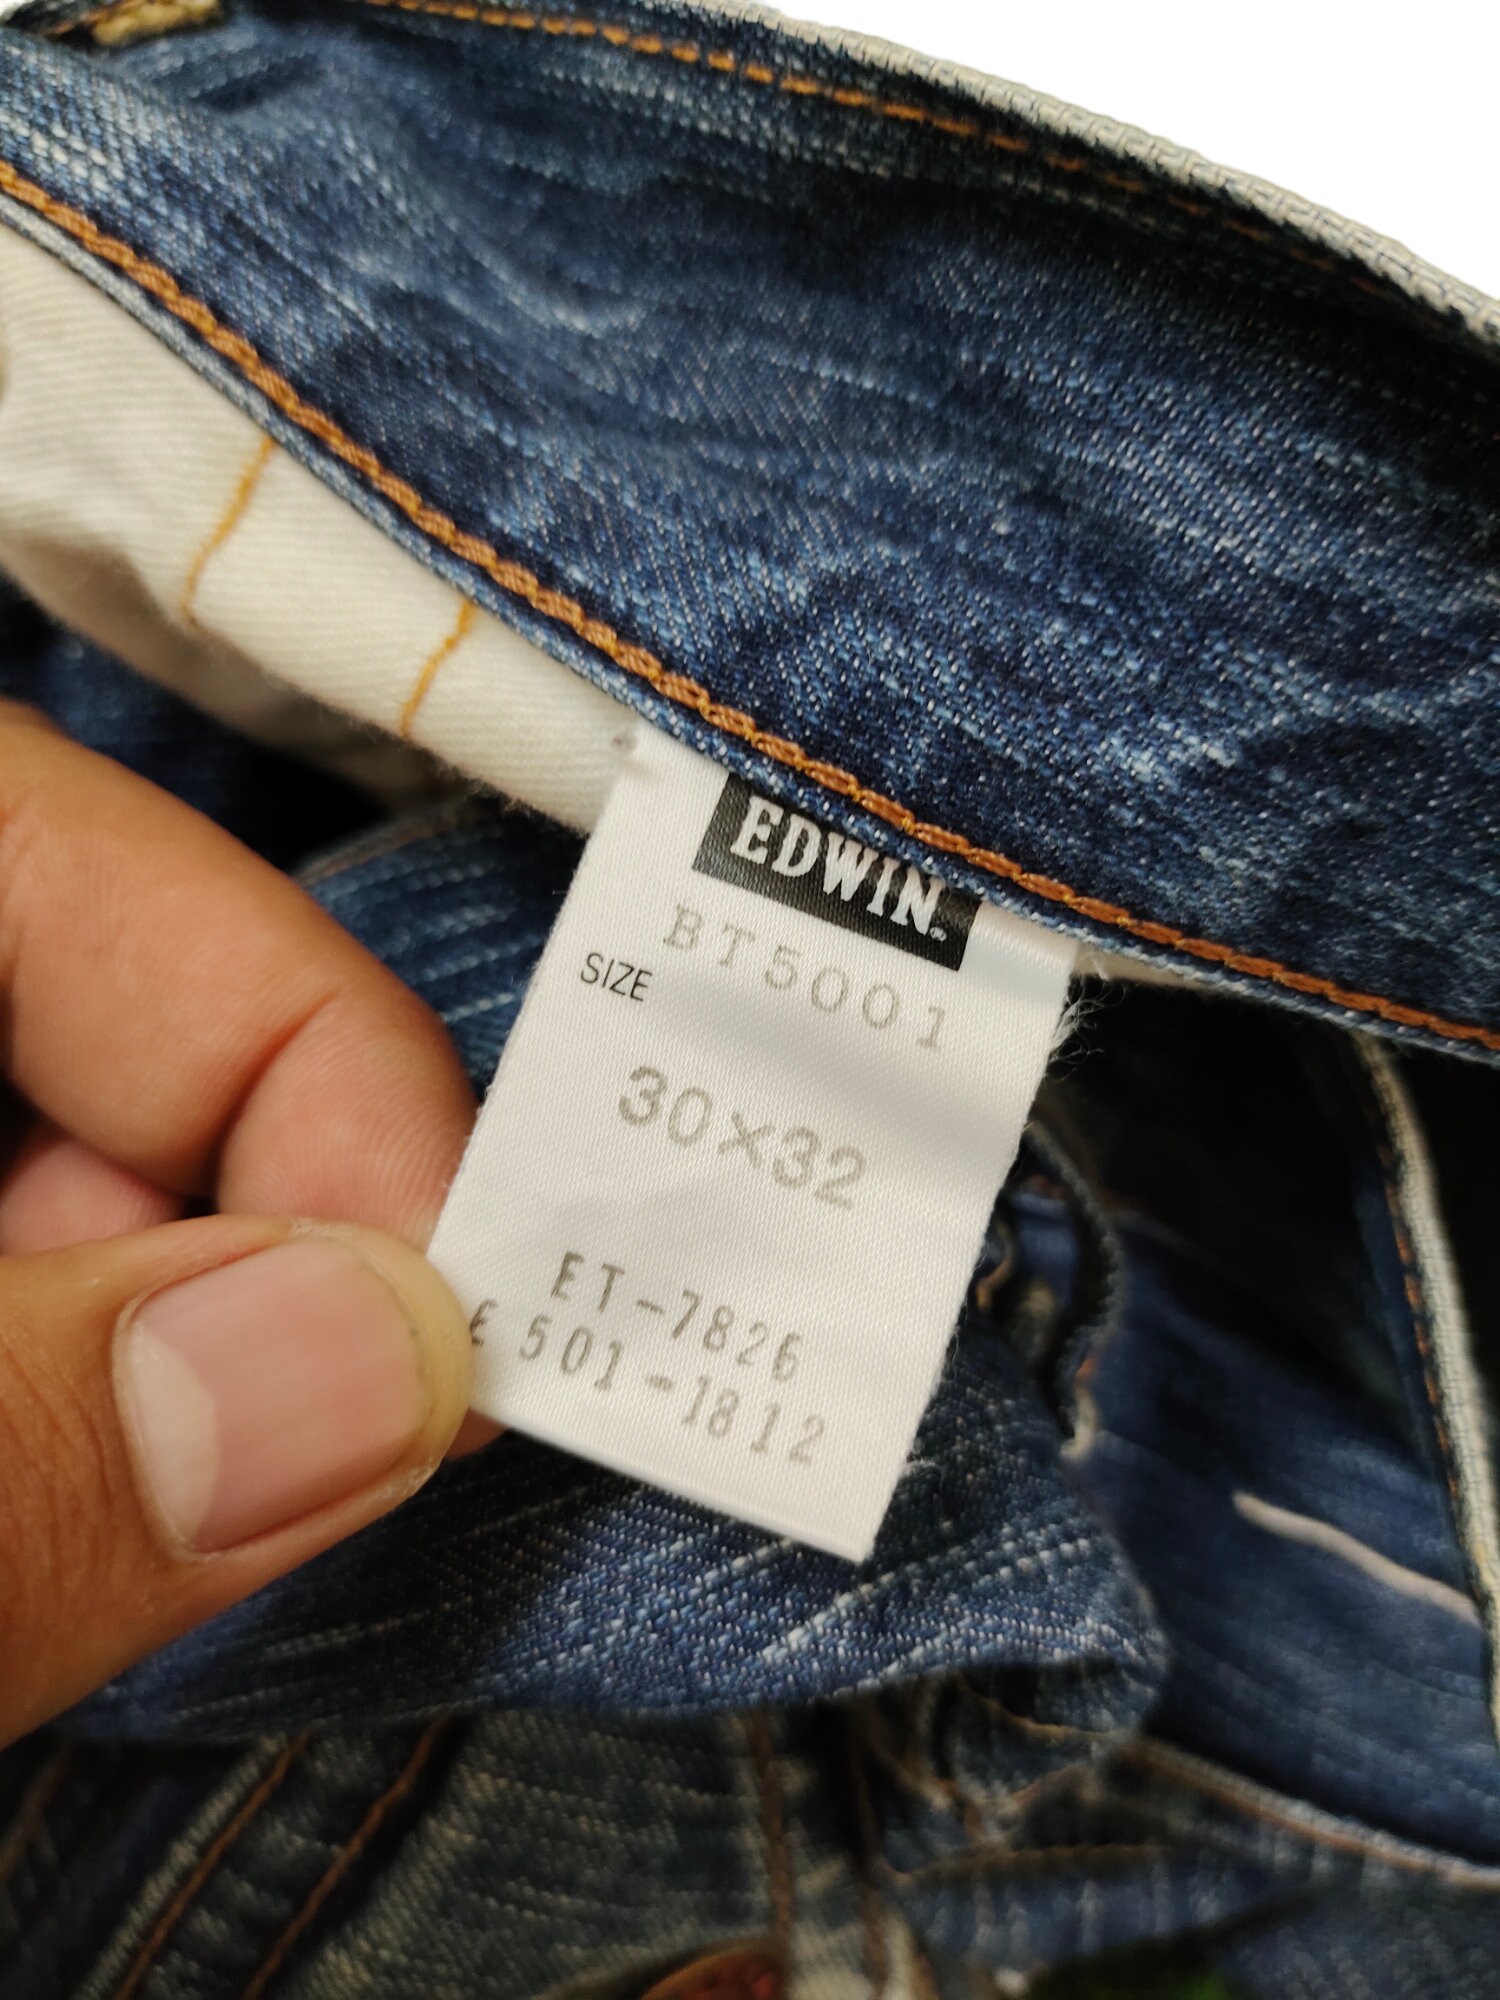 EDWIN.
BT5001
SIZE
30×32
ET-7826
E 501-1812